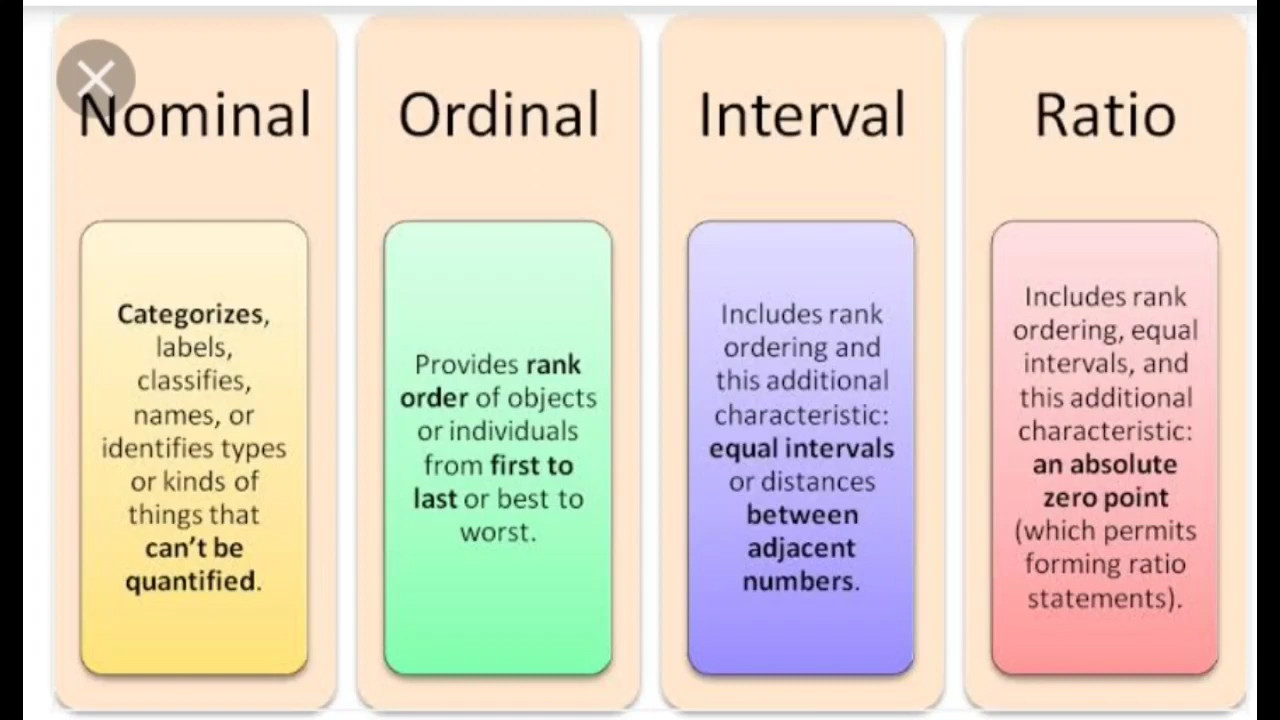 Nominal
Ordinal
Interval
Ratio
Categorizes,
labels,
classifies,
names, or
identifies types
or kinds of
things that
can't be
quantified.
Provides rank
order of objects
or individuals
from first to
last or best to
worst.
Includes rank
ordering and
this additional
characteristic:
equal intervals
or distances
between
adjacent
numbers.
Includes rank
ordering, equal
intervals, and
this additional
characteristic:
an absolute
zero point
(which permits
forming ratio
statements).